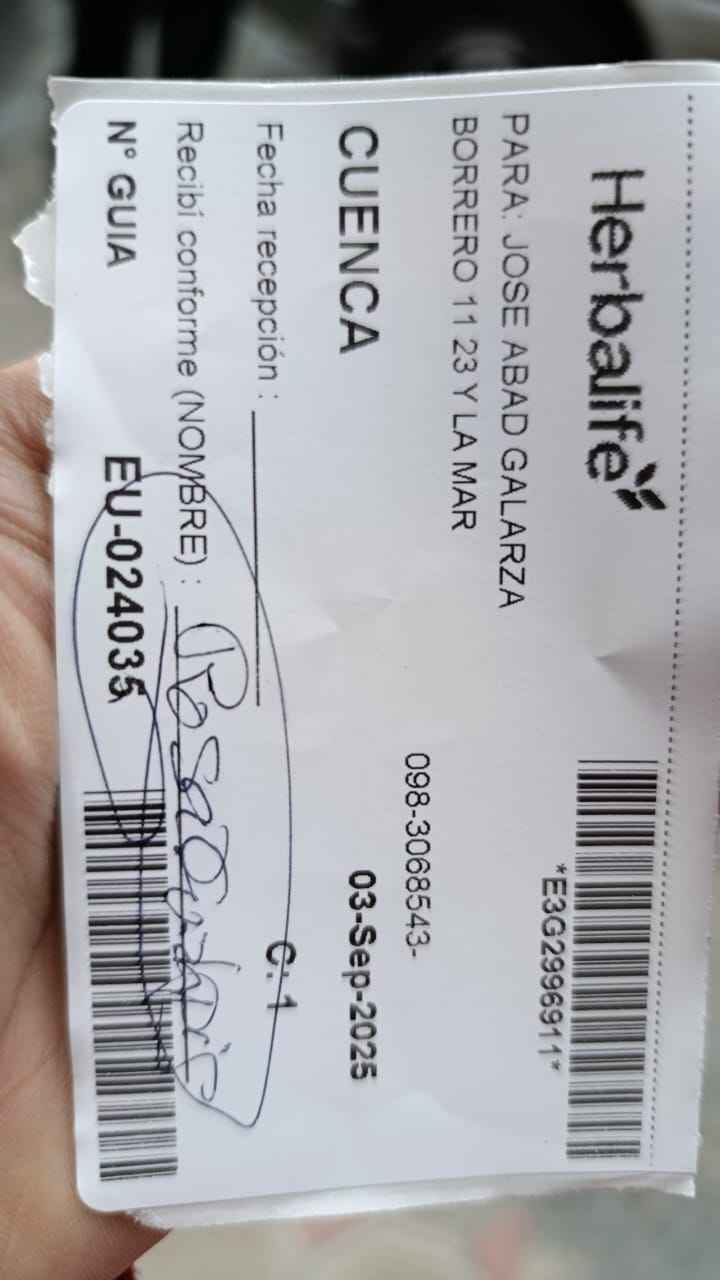 Herbalife
*E3G2996911*
PARA: JOSE ABAD GALARZA
BORRERO 11 23 Y LA MAR
098-3068543-
CUENCA 03-Sep-2025
Fecha recepción : C: 1
Recibí conforme (NOMBRE) : Rosa
N° GUIA EU-024035